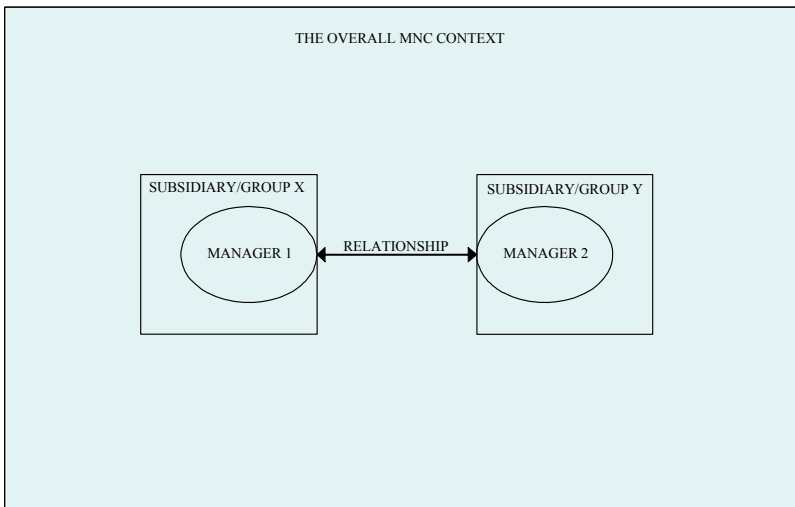 THE OVERALL MNC CONTEXT
SUBSIDIARY/GROUP X
SUBSIDIARY/GROUP Y
MANAGER 1
RELATIONSHIP
MANAGER 2